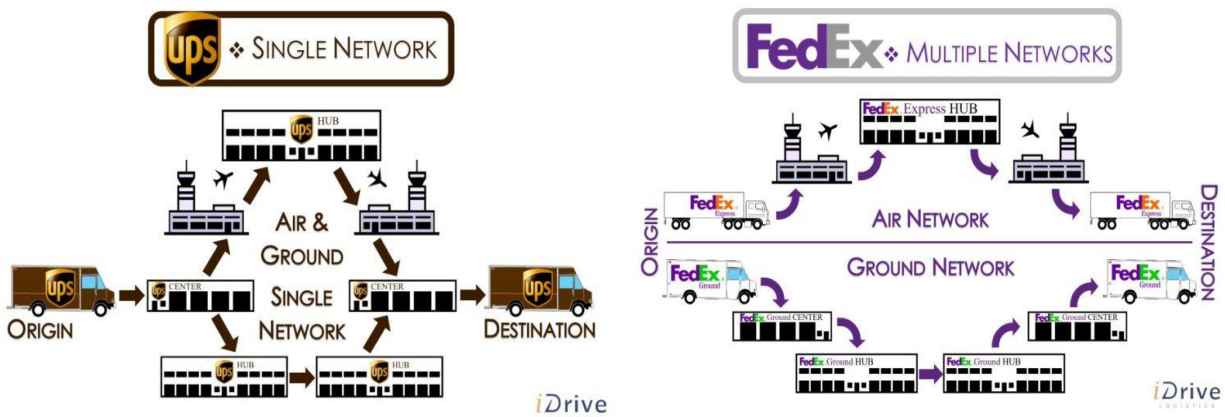 ups ❖ SINGLE NETWORK
ups HUB
AIR &
GROUND
SINGLE
NETWORK
ups
ORIGIN
ups CENTER
ups CENTER
ups
DESTINATION
ups HUB
ups HUB
iDrive
FedEx ❖ MULTIPLE NETWORKS
FedEx Express HUB
FedEx
Express
ORIGIN
AIR NETWORK
FedEx
Express
DESTINATION
GROUND NETWORK
FedEx
Ground
FedEx
Ground
FedEx Ground CENTER
FedEx Ground CENTER
FedEx Ground HUB
FedEx Ground HUB
iDrive
LOGISTICS